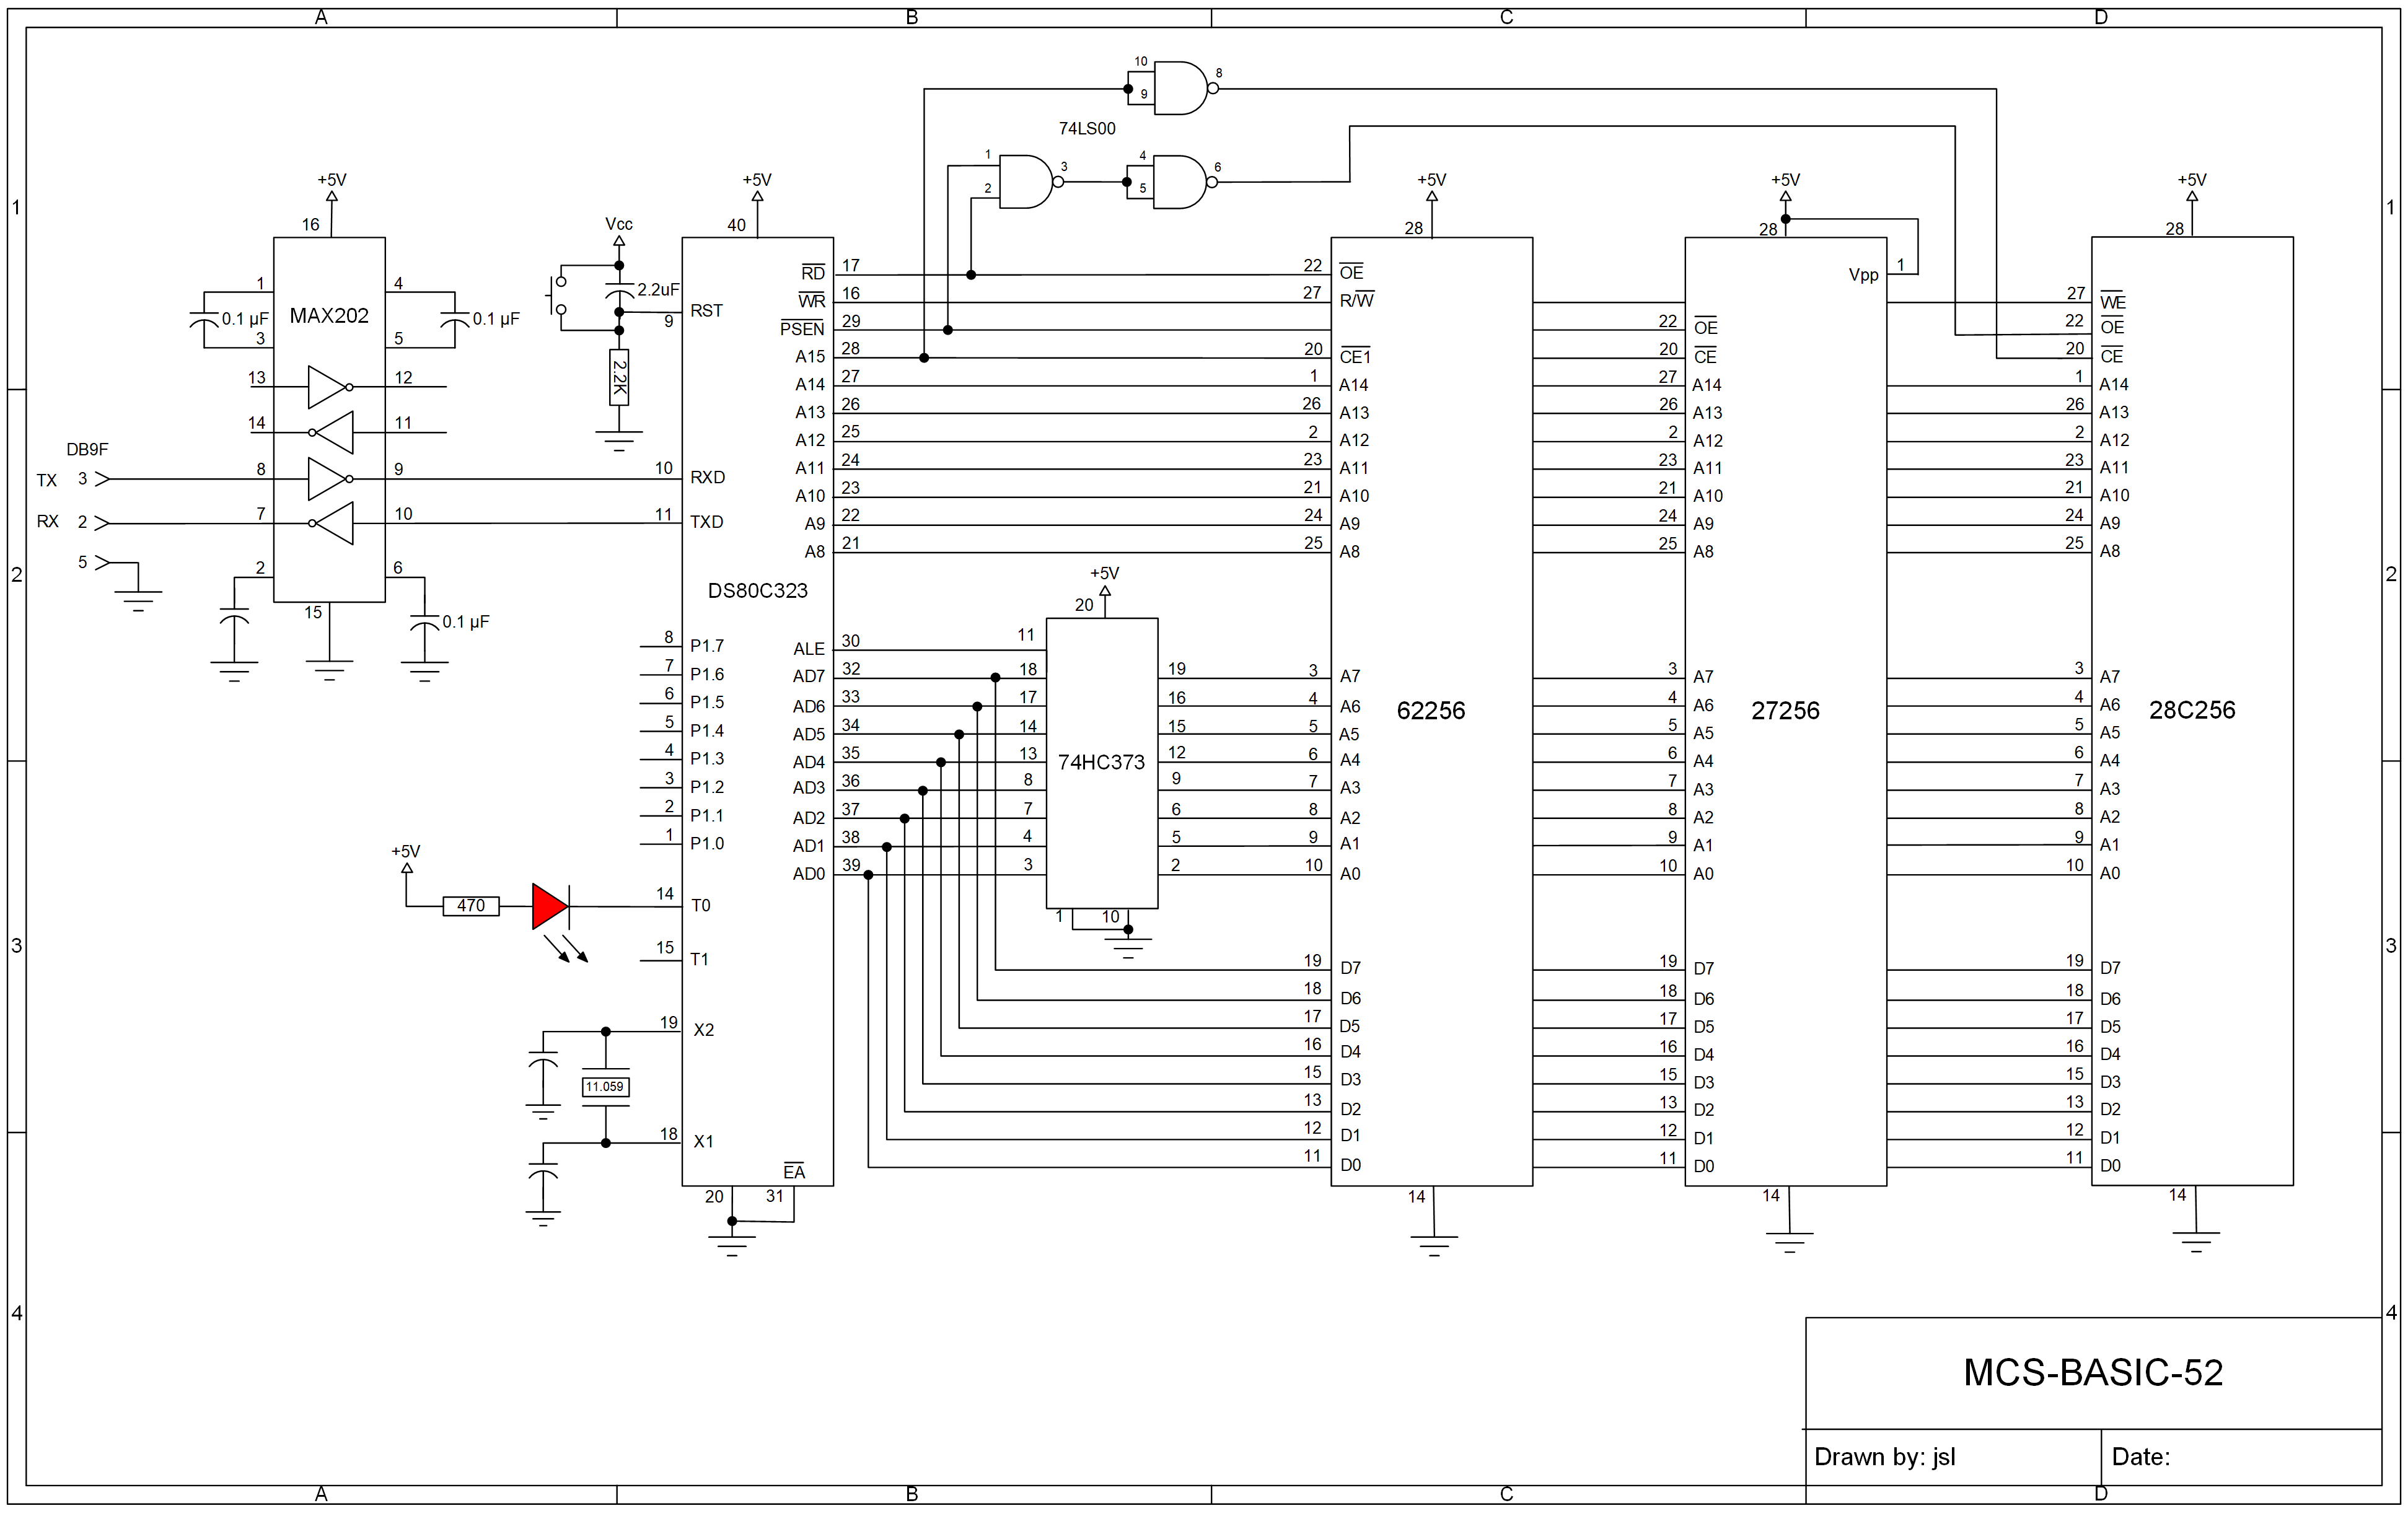 A B C D
1
2
3
4
1
2
3
4
A B C D
+5V
16
1
3
4
5
MAX202
0.1 µF
0.1 µF
13
12
14
11
8
9
7
10
2
6
15
0.1 µF
DB9F
TX 3
RX 2
5
Vcc
2.2uF
2.2K
+5V
40
RST
9
10 RXD
11 TXD
DS80C323
8 P1.7
7 P1.6
6 P1.5
5 P1.4
4 P1.3
3 P1.2
2 P1.1
1 P1.0
+5V
470
14 T0
15 T1
19 X2
11.059
18 X1
EA
20
31
RD 17
WR 16
PSEN 29
A15 28
A14 27
A13 26
A12 25
A11 24
A10 23
A9 22
A8 21
ALE 30
AD7 32
AD6 33
AD5 34
AD4 35
AD3 36
AD2 37
AD1 38
AD0 39
10
9
8
74LS00
1
2
3
4
5
6
+5V
20
11
18 19
17 16
14 15
13 12
74HC373
8 9
7 6
4 5
3 2
1 10
+5V
28
22 OE
27 R/W
20 CE1
1 A14
26 A13
2 A12
23 A11
21 A10
24 A9
25 A8
3 A7
4 A6
62256
5 A5
6 A4
7 A3
8 A2
9 A1
10 A0
19 D7
18 D6
17 D5
16 D4
15 D3
13 D2
12 D1
11 D0
14
+5V
28
Vpp 1
22 OE
20 CE
27 A14
26 A13
2 A12
23 A11
21 A10
24 A9
25 A8
3 A7
4 A6
27256
5 A5
6 A4
7 A3
8 A2
9 A1
10 A0
19 D7
18 D6
17 D5
16 D4
15 D3
13 D2
12 D1
11 D0
14
+5V
28
27 WE
22 OE
20 CE
1 A14
26 A13
2 A12
23 A11
21 A10
24 A9
25 A8
3 A7
4 A6
28C256
5 A5
6 A4
7 A3
8 A2
9 A1
10 A0
19 D7
18 D6
17 D5
16 D4
15 D3
13 D2
12 D1
11 D0
14
MCS-BASIC-52
Drawn by: jsl
Date: